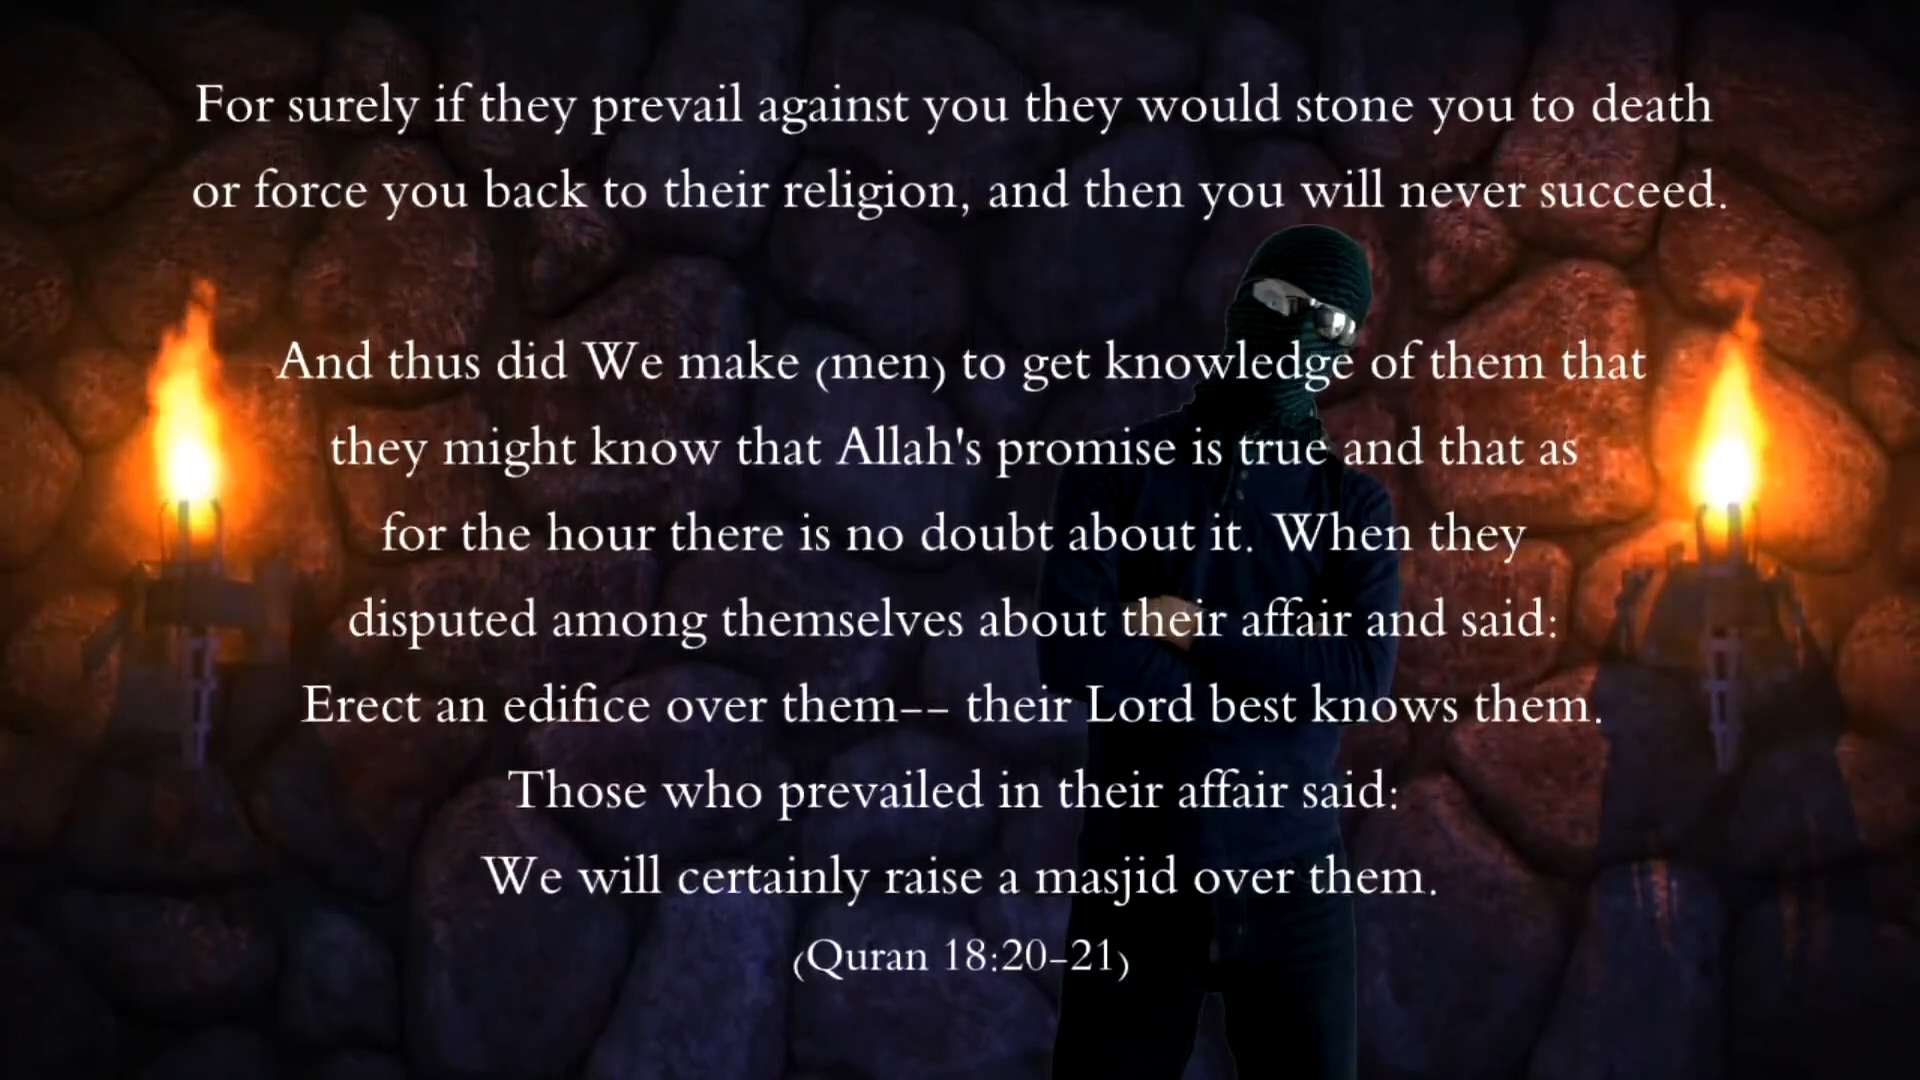 For surely if they prevail against you they would stone you to death
or force you back to their religion, and then you will never succeed.
And thus did We make (men) to get knowledge of them that
they might know that Allah's promise is true and that as
for the hour there is no doubt about it. When they
disputed among themselves about their affair and said:
Erect an edifice over them-- their Lord best knows them.
Those who prevailed in their affair said:
We will certainly raise a masjid over them.
(Quran 18:20-21)